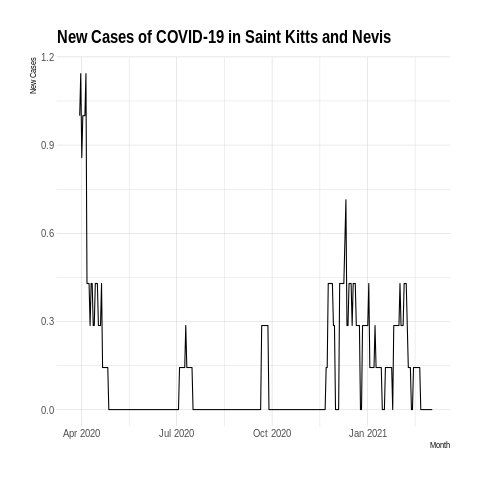 New Cases of COVID-19 in Saint Kitts and Nevis
New Cases
1.2
0.9
0.6
0.3
0.0
Apr 2020 Jul 2020 Oct 2020 Jan 2021
Month